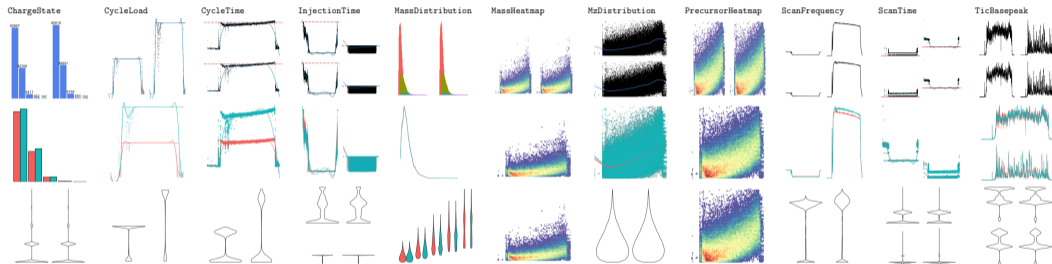 ChargeState
CycleLoad
CycleTime
InjectionTime
MassDistribution
MassHeatmap
MzDistribution
PrecursorHeatmap
ScanFrequency
ScanTime
TicBasepeak